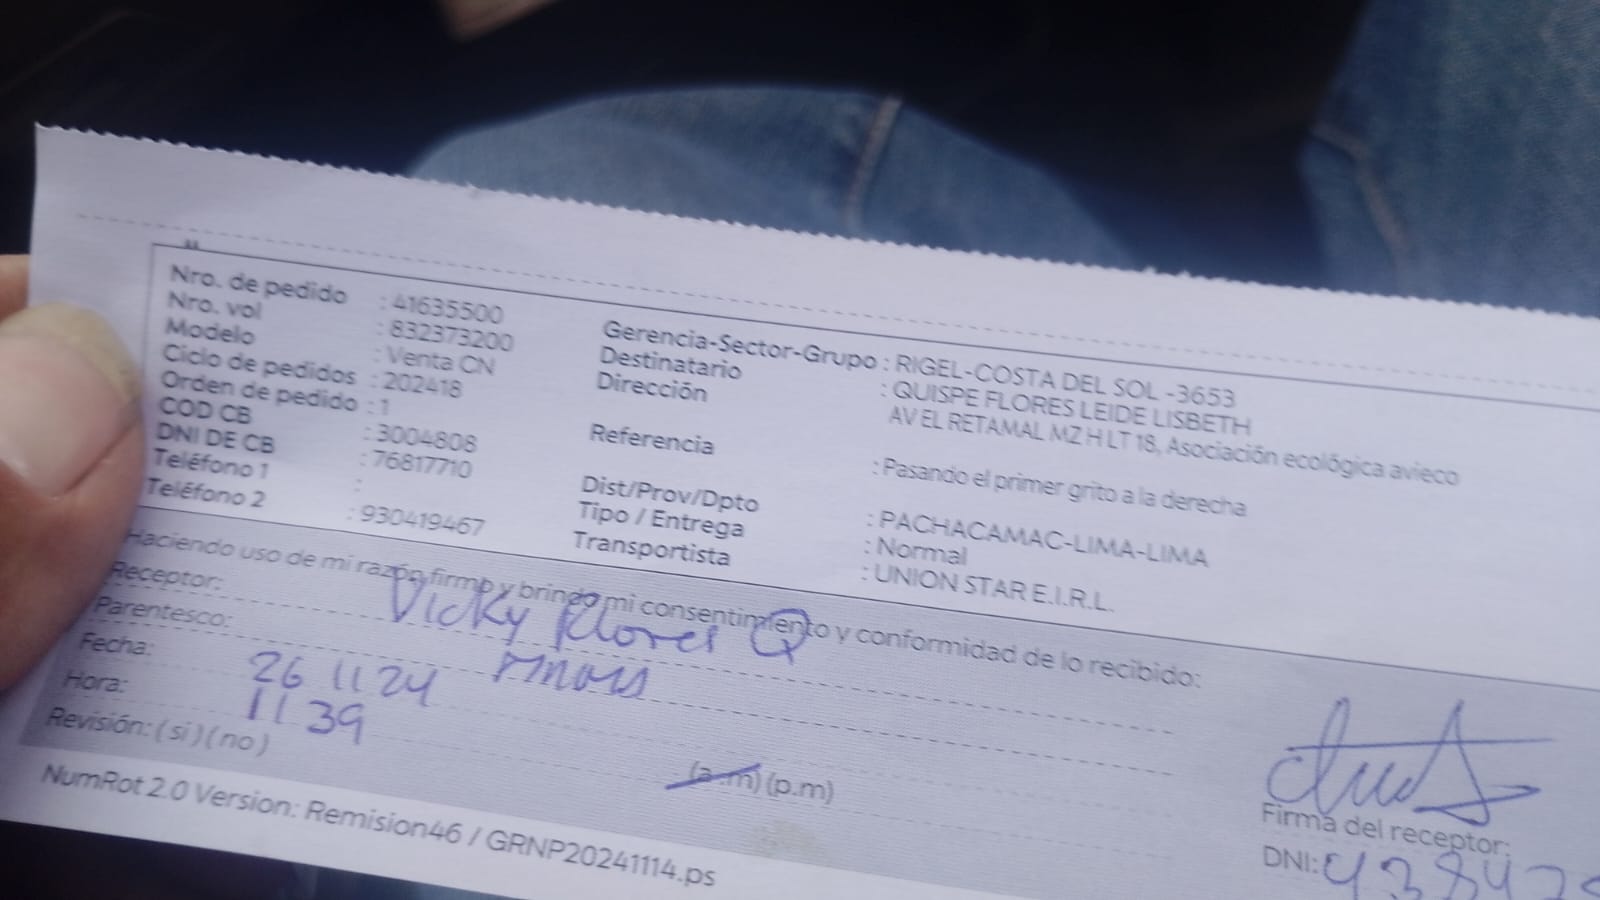 Nro. de pedido : 41635500
Nro. vol : 832373200
Modelo : Venta CN
Ciclo de pedidos : 202418
Orden de pedido : 1
COD CB : 3004808
DNI DE CB : 76817710
Teléfono 1 :
Teléfono 2 : 930419467
Gerencia-Sector-Grupo : RIGEL-COSTA DEL SOL -3653
Destinatario : QUISPE FLORES LEIDE LISBETH
Dirección AV EL RETAMAL MZ H LT 18, Asociación ecológica avieco
Referencia : Pasando el primer grito a la derecha
Dist/Prov/Dpto : PACHACAMAC-LIMA-LIMA
Tipo / Entrega : Normal
Transportista : UNION STAR E.I.R.L.
Haciendo uso de mi razón firmo y brindo mi consentimiento y conformidad de lo recibido:
Receptor: Vicky Flores Q
Parentesco:
Fecha: 26 11 24
Hora: 11 39 (a.m) (p.m)
Revisión: ( si ) ( no )
Firma del receptor:
DNI: 438472
NumRot 2.0 Version: Remision46 / GRNP20241114.ps